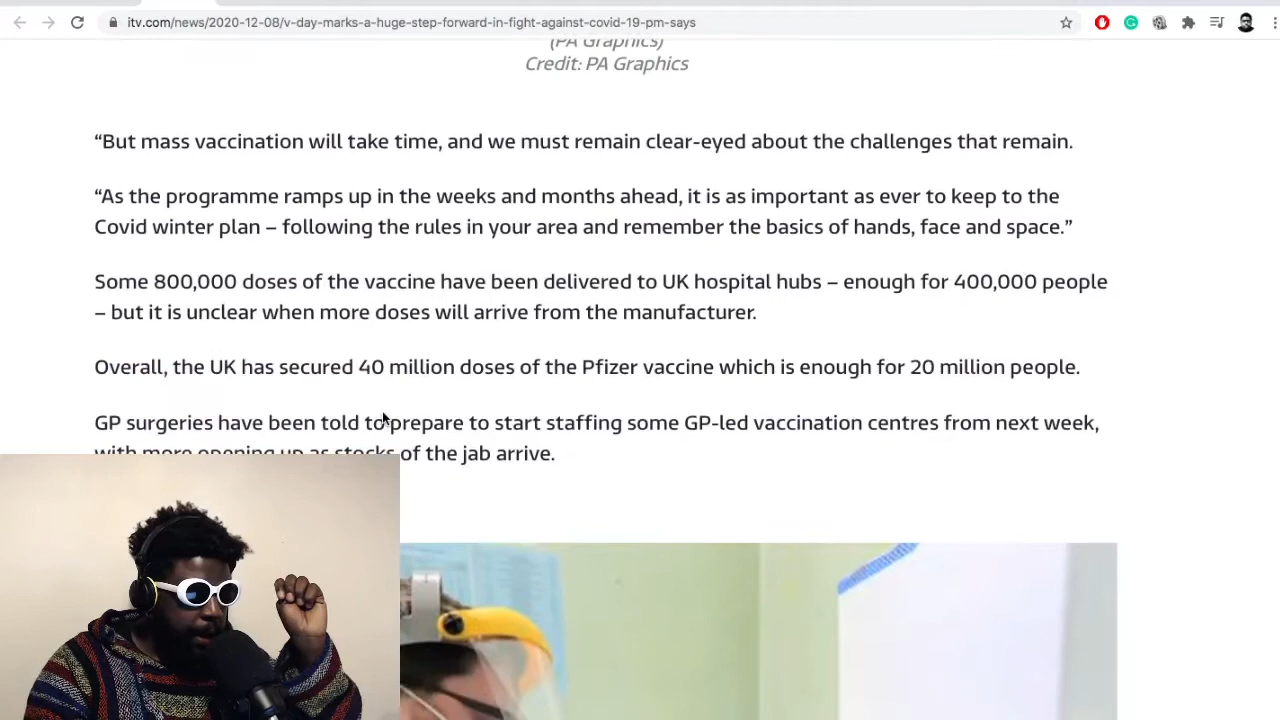 itv.com/news/2020-12-08/v-day-marks-a-huge-step-forward-in-fight-against-covid-19-pm-says
(PA Graphics)
Credit: PA Graphics
“But mass vaccination will take time, and we must remain clear-eyed about the challenges that remain.
“As the programme ramps up in the weeks and months ahead, it is as important as ever to keep to the
Covid winter plan – following the rules in your area and remember the basics of hands, face and space.”
Some 800,000 doses of the vaccine have been delivered to UK hospital hubs – enough for 400,000 people
– but it is unclear when more doses will arrive from the manufacturer.
Overall, the UK has secured 40 million doses of the Pfizer vaccine which is enough for 20 million people.
GP surgeries have been told to prepare to start staffing some GP-led vaccination centres from next week,
with more opening up as stocks of the jab arrive.